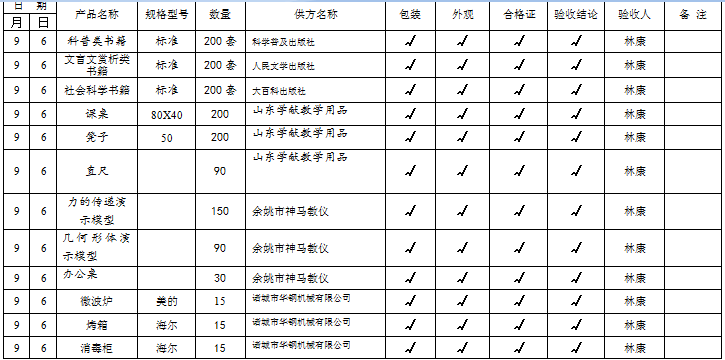 日 期 产品名称 规格型号 数量 供方名称 包装 外观 合格证 验收结论 验收人 备 注
月 日
9 6 科普类书籍 标准 200 套 科学普及出版社 √ √ √ √ 林康
9 6 文言文赏析类书籍 标准 200 套 人民文学出版社 √ √ √ √ 林康
9 6 社会科学书籍 标准 200 套 大百科出版社 √ √ √ √ 林康
9 6 课桌 80X40 200 山东学献教学用品 √ √ √ √ 林康
9 6 凳子 50 200 山东学献教学用品 √ √ √ √ 林康
9 6 直尺 90 山东学献教学用品 √ √ √ √ 林康
9 6 力的传递演示模型 150 余姚市神马教仪 √ √ √ √ 林康
9 6 几何形体演示模型 90 余姚市神马教仪 √ √ √ √ 林康
9 6 办公桌 30 余姚市神马教仪 √ √ √ √ 林康
9 6 微波炉 美的 15 诸城市华钢机械有限公司 √ √ √ √ 林康
9 6 烤箱 海尔 15 诸城市华钢机械有限公司 √ √ √ √ 林康
9 6 消毒柜 海尔 15 诸城市华钢机械有限公司 √ √ √ √ 林康